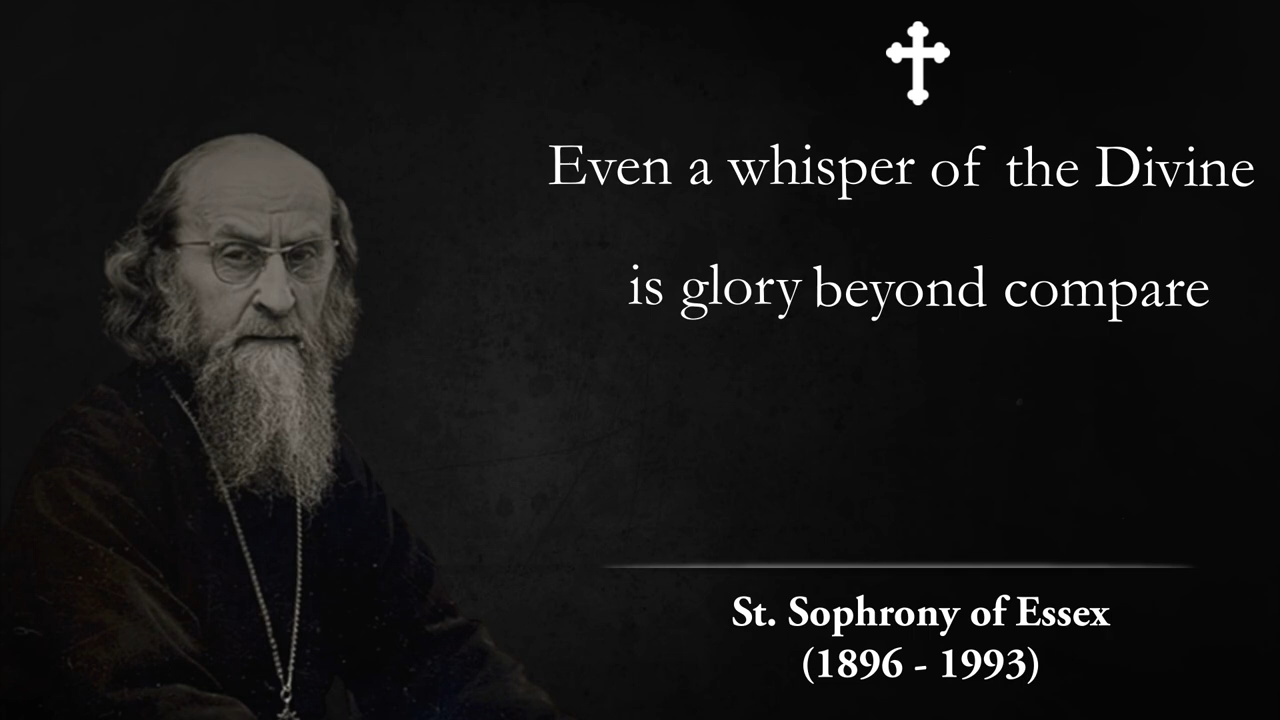 Even a whisper of the Divine
is glory beyond compare
St. Sophrony of Essex
(1896 - 1993)